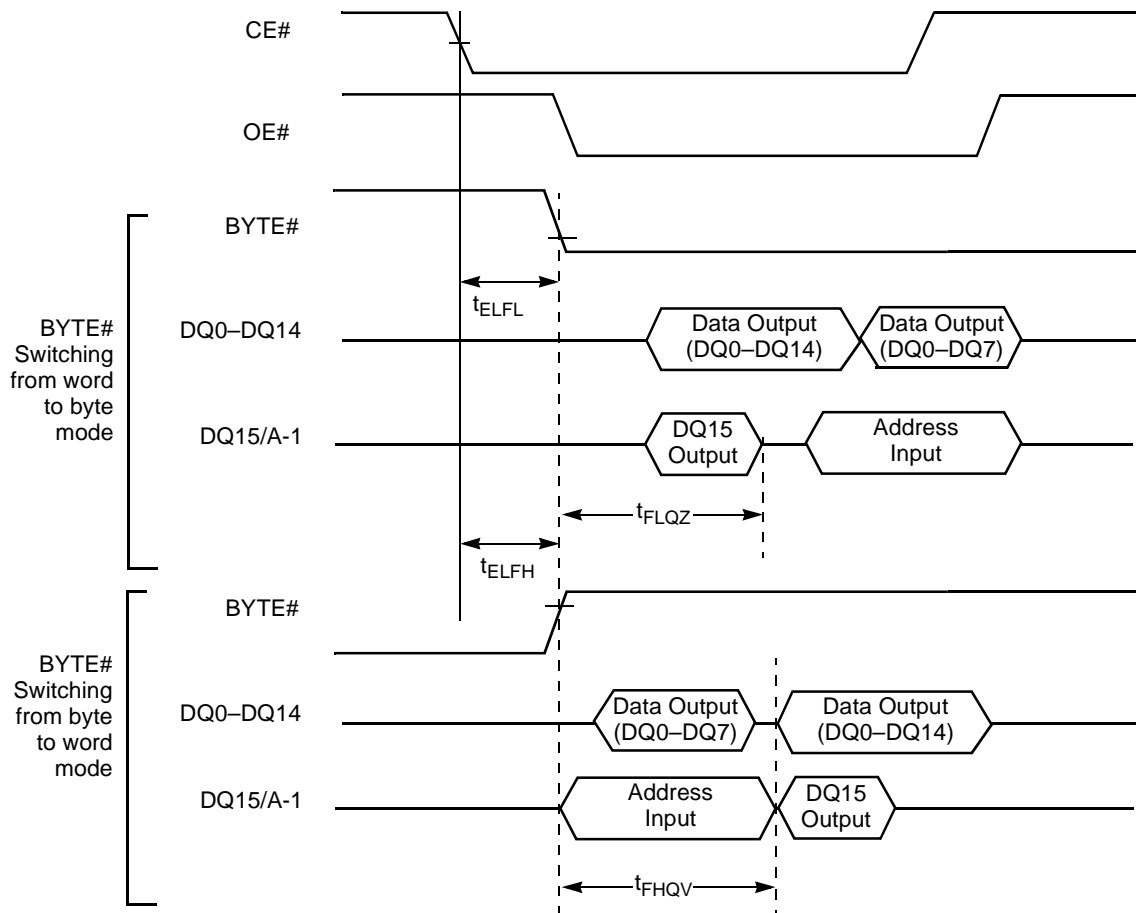 CE#
OE#
BYTE#
tELFL
BYTE#
Switching
from word
to byte
mode
DQ0–DQ14
Data Output
(DQ0–DQ14)
Data Output
(DQ0–DQ7)
DQ15/A-1
DQ15
Output
Address
Input
tFLQZ
tELFH
BYTE#
BYTE#
Switching
from byte
to word
mode
DQ0–DQ14
Data Output
(DQ0–DQ7)
Data Output
(DQ0–DQ14)
DQ15/A-1
Address
Input
DQ15
Output
tFHQV